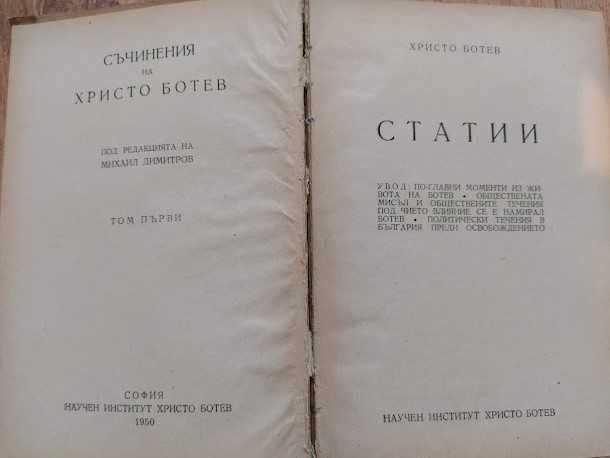 СЪЧИНЕНИЯ
НА
ХРИСТО БОТЕВ
ПОД РЕДАКЦИЯТА НА
МИХАИЛ ДИМИТРОВ
ТОМ ПЪРВИ
СОФИЯ
НАУЧЕН ИНСТИТУТ ХРИСТО БОТЕВ
1950
ХРИСТО БОТЕВ
СТАТИИ
УВОД: ПО-ГЛАВНИ МОМЕНТИ ИЗ ЖИ-
ВОТА НА БОТЕВ • ОБЩЕСТВЕНАТА
МИСЪЛ И ОБЩЕСТВЕНИТЕ ТЕЧЕНИЯ
ПОД ЧИЕТО ВЛИЯНИЕ СЕ Е НАМИРАЛ
БОТЕВ • ПОЛИТИЧЕСКИ ТЕЧЕНИЯ В
БЪЛГАРИЯ ПРЕДИ ОСВОБОЖДЕНИЕТО
НАУЧЕН ИНСТИТУТ ХРИСТО БОТЕВ